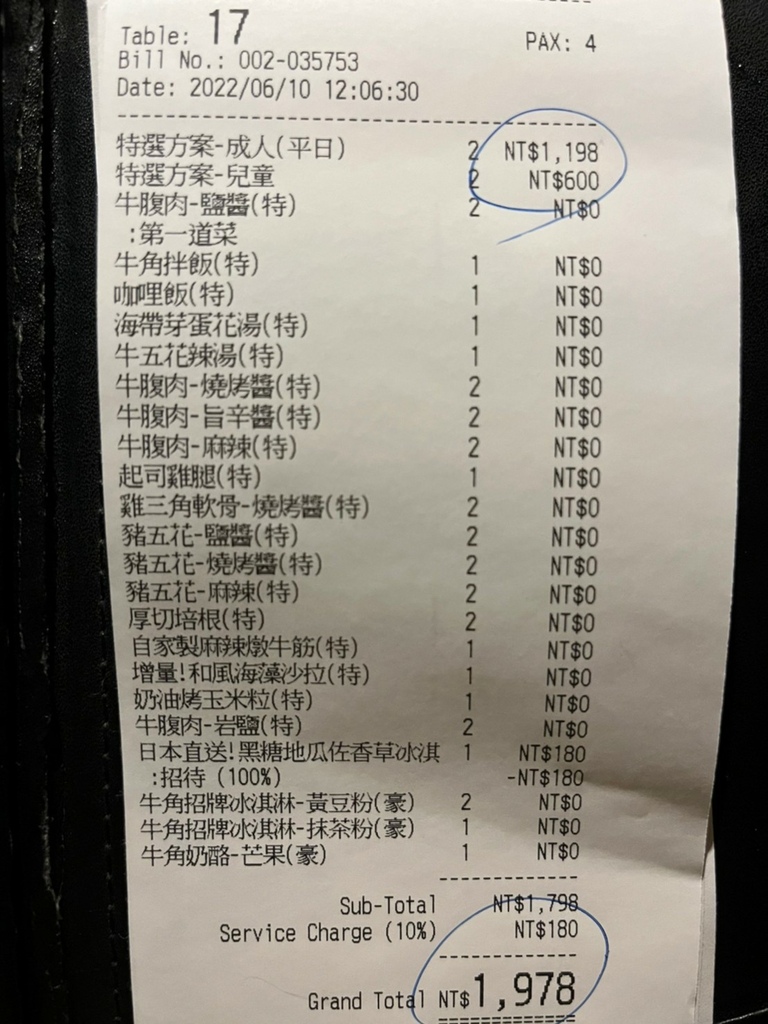 Table: 17 PAX: 4
Bill No.: 002-035753
Date: 2022/06/10 12:06:30
特選方案-成人(平日) 2 NT$1,198
特選方案-兒童 2 NT$600
牛腹肉-鹽醬(特) 2 NT$0
:第一道菜
牛角拌飯(特) 1 NT$0
咖哩飯(特) 1 NT$0
海帶芽蛋花湯(特) 1 NT$0
牛五花辣湯(特) 1 NT$0
牛腹肉-燒烤醬(特) 2 NT$0
牛腹肉-旨辛醬(特) 2 NT$0
牛腹肉-麻辣(特) 2 NT$0
起司雞腿(特) 1 NT$0
雞三角軟骨-燒烤醬(特) 2 NT$0
豬五花-鹽醬(特) 2 NT$0
豬五花-燒烤醬(特) 2 NT$0
豬五花-麻辣(特) 2 NT$0
厚切培根(特) 2 NT$0
自家製麻辣燉牛筋(特) 1 NT$0
增量!和風海藻沙拉(特) 1 NT$0
奶油烤玉米粒(特) 1 NT$0
牛腹肉-岩鹽(特) 2 NT$0
日本直送!黑糖地瓜佐香草冰淇 1 NT$180
:招待 (100%) -NT$180
牛角招牌冰淇淋-黃豆粉(豪) 2 NT$0
牛角招牌冰淇淋-抹茶粉(豪) 1 NT$0
牛角奶酪-芒果(豪) 1 NT$0
Sub-Total NT$1,798
Service Charge (10%) NT$180
Grand Total NT$1,978